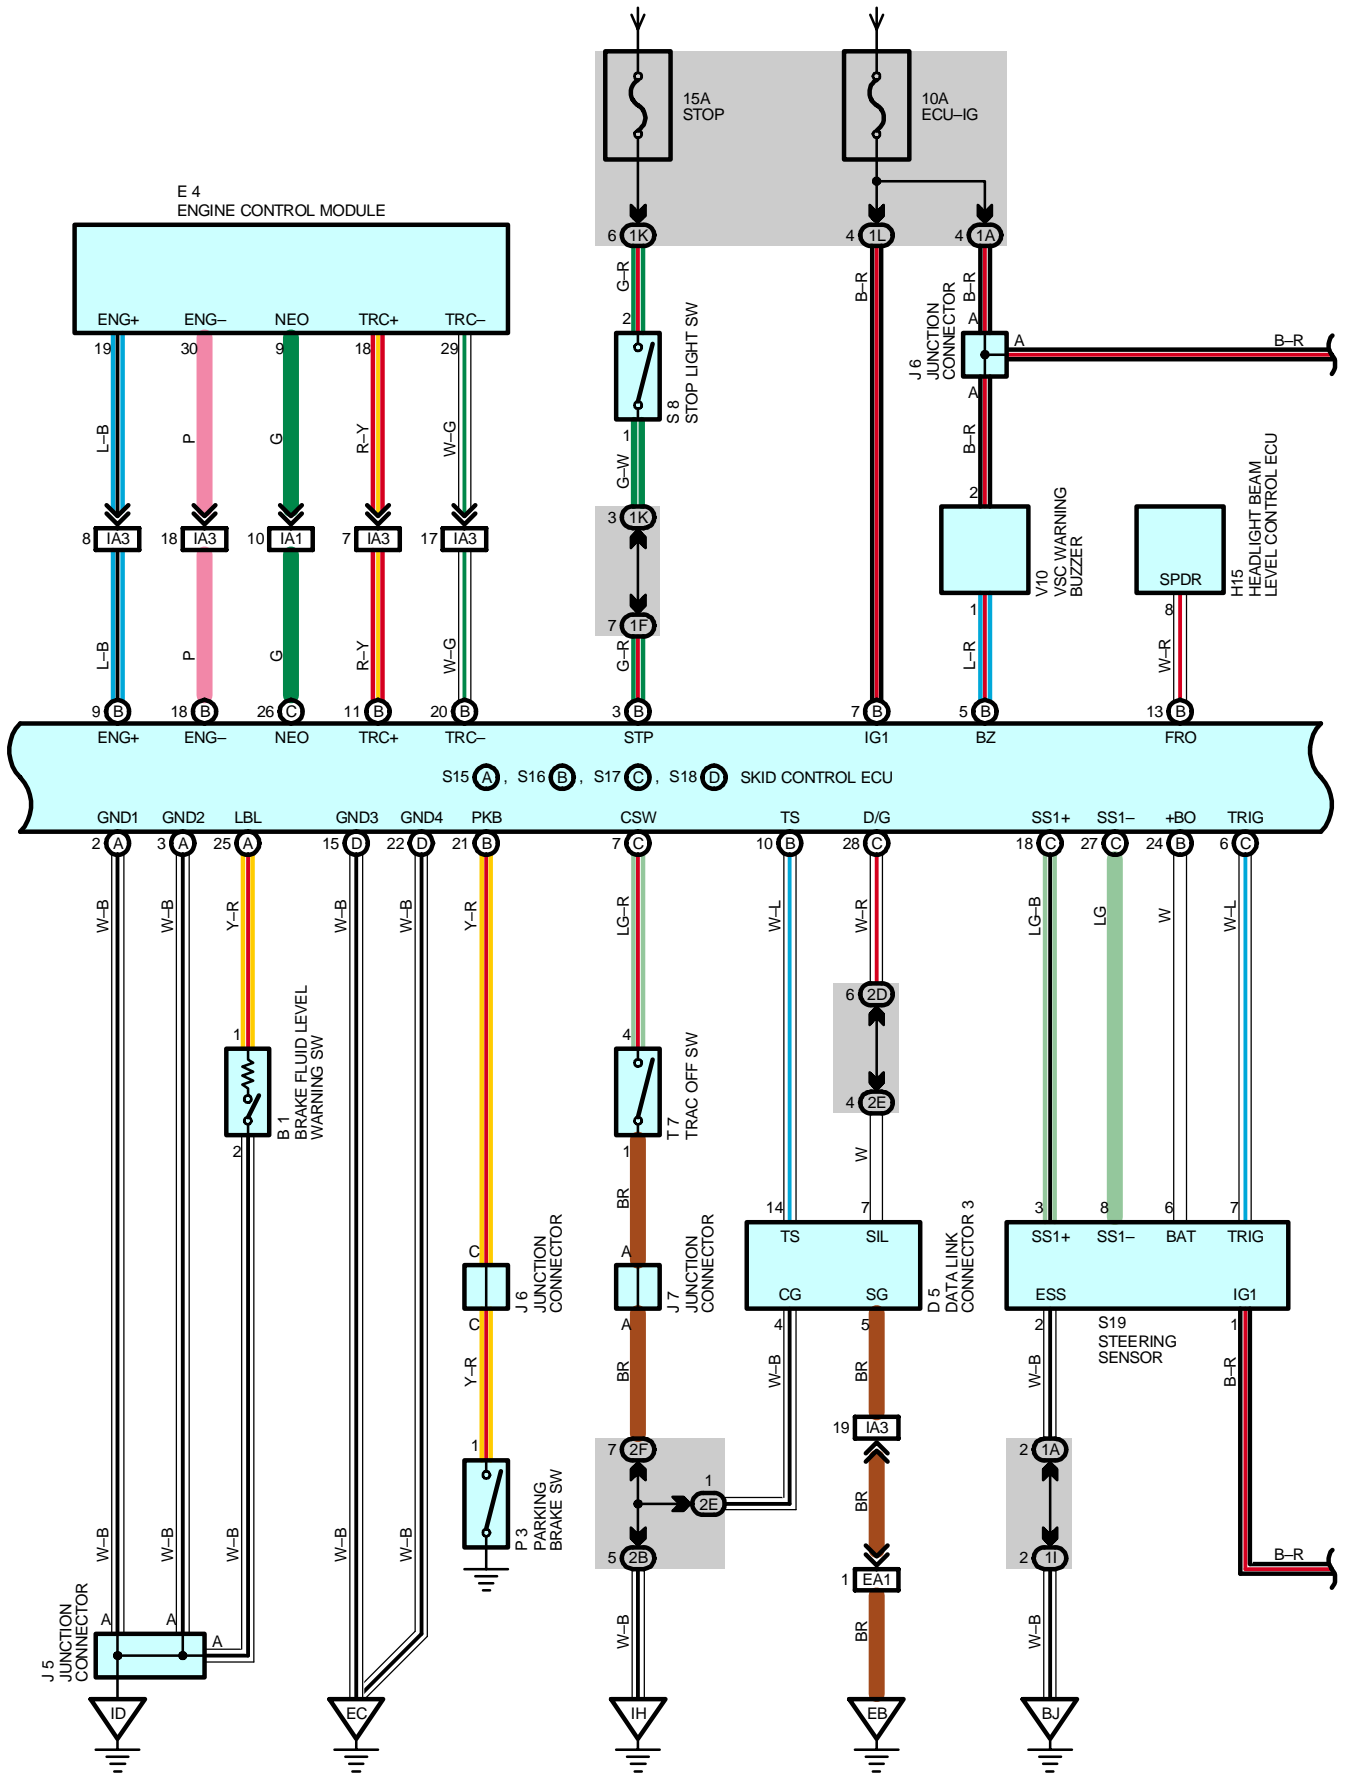 15A
STOP
10A
ECU–IG
E 4
ENGINE CONTROL MODULE
6 1K
4 1L
4 1A
G–R
B–R
B–R
ENG+ ENG– NEO TRC+ TRC–
19 30 9 18 29
2
S 8
STOP LIGHT SW
1
A
J 6
JUNCTION
CONNECTOR
A
B–R
A
L–B P G R–Y W–G
G–W
B–R
8 IA3
18 IA3
10 IA1
7 IA3
17 IA3
3 1K
7 1F
2
V10
VSC WARNING
BUZZER
1
SPDR
H15
HEADLIGHT BEAM
LEVEL CONTROL ECU
8
L–B P G R–Y W–G
G–R
L–R
W–R
9 B
18 B
26 C
11 B
20 B
3 B
7 B
5 B
13 B
ENG+ ENG– NEO TRC+ TRC– STP IG1 BZ FRO
S15 A , S16 B , S17 C , S18 D SKID CONTROL ECU
GND1 GND2 LBL GND3 GND4 PKB CSW TS D/G SS1+ SS1– +BO TRIG
2 A
3 A
25 A
15 D
22 D
21 B
7 C
10 B
28 C
18 C
27 C
24 B
6 C
W–B W–B Y–R W–B W–B Y–R LG–R W–L W–R LG–B LG W W–L
6 2D
4 2E
1
B 1
BRAKE FLUID LEVEL
WARNING SW
2
4
T 7
TRAC OFF SW
1
BR
W
C
J 6
JUNCTION
CONNECTOR
C
A
J 7
JUNCTION
CONNECTOR
A
14 7
TS SIL
CG SG
D 5
DATA LINK
CONNECTOR 3
4 5
3 8 6 7
SS1+ SS1– BAT TRIG
ESS IG1
2 1
S19
STEERING
SENSOR
Y–R
BR
W–B
BR
W–B
B–R
19 IA3
1
P 3
PARKING
BRAKE SW
7 2F
1
2E
5 2B
2 1A
2 1I
BR
1 EA1
B–R
W–B W–B W–B W–B W–B
W–B
BR
W–B
J 5
JUNCTION
CONNECTOR
A A A
ID
EC
IH
EB
BJ